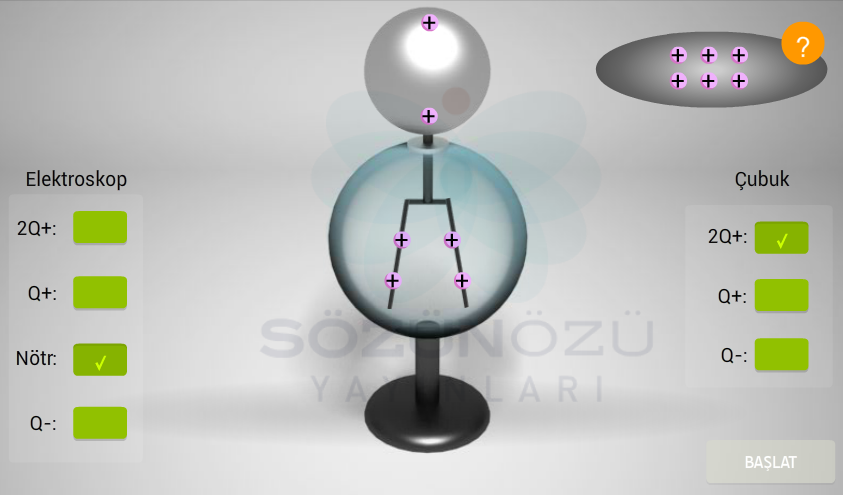 ?
Elektroskop
2Q+:
Q+:
Nötr:
Q-:
Çubuk
2Q+:
Q+:
Q-:
SÖZÜNÖZÜ
YAYINLARI
BAŞLAT